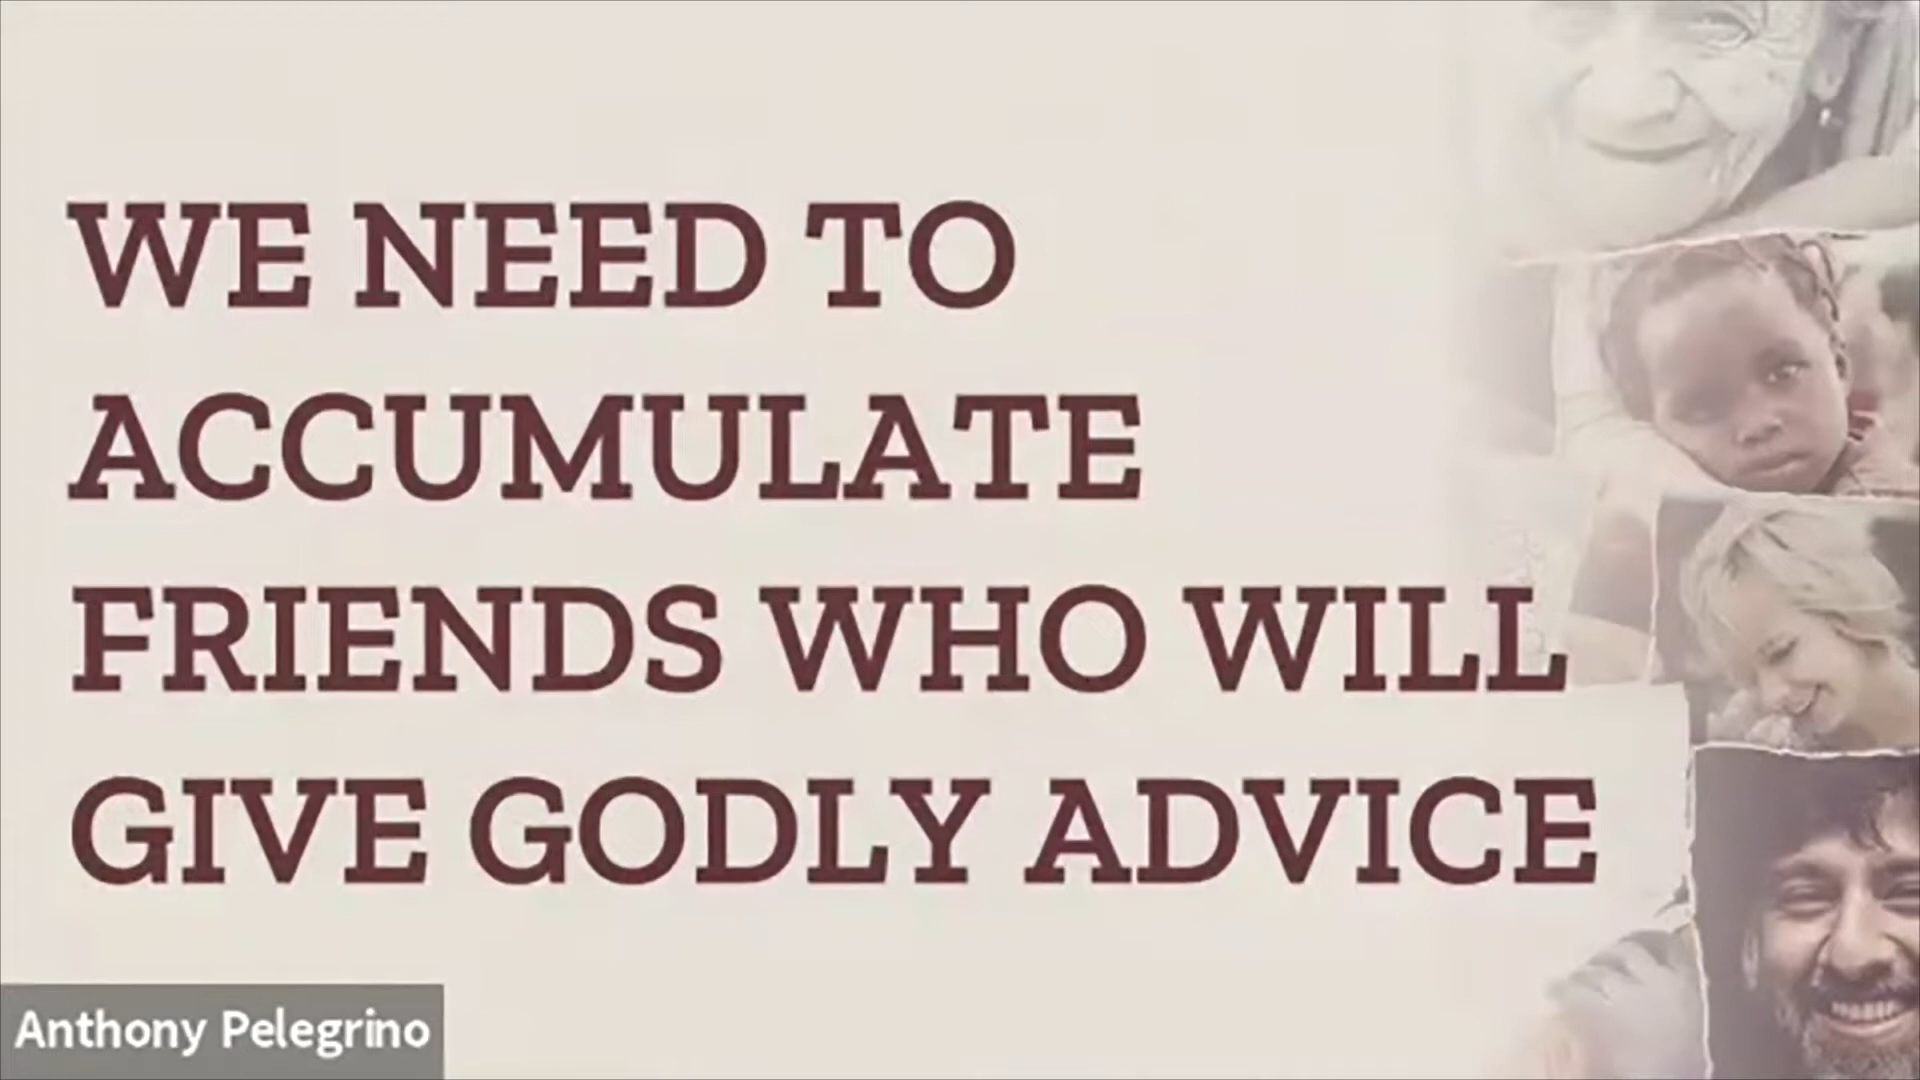 WE NEED TO
ACCUMULATE
FRIENDS WHO WILL
GIVE GODLY ADVICE
Anthony Pelegrino